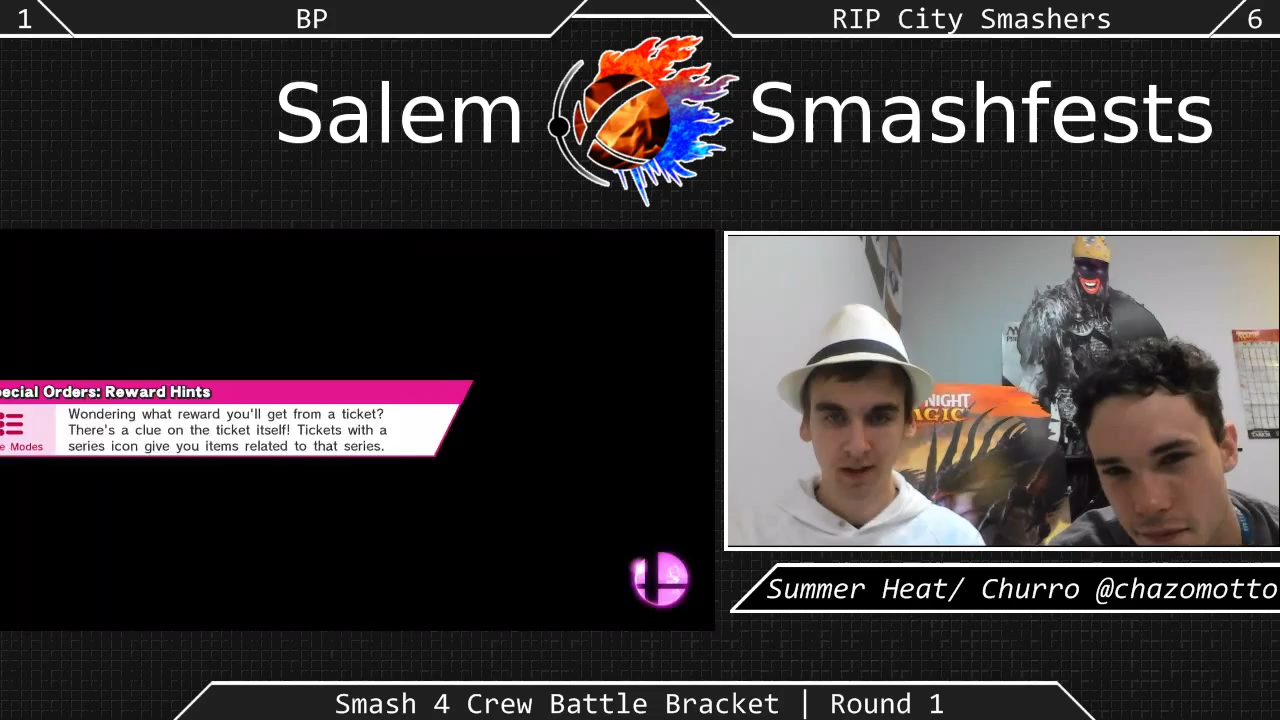 1
BP
RIP City Smashers
6
Salem
Smashfests
ecial Orders: Reward Hints
Wondering what reward you'll get from a ticket?
There's a clue on the ticket itself! Tickets with a
e Modes
series icon give you items related to that series.
NIGHT
AGIC
Summer Heat/ Churro @chazomotto
Smash 4 Crew Battle Bracket | Round 1